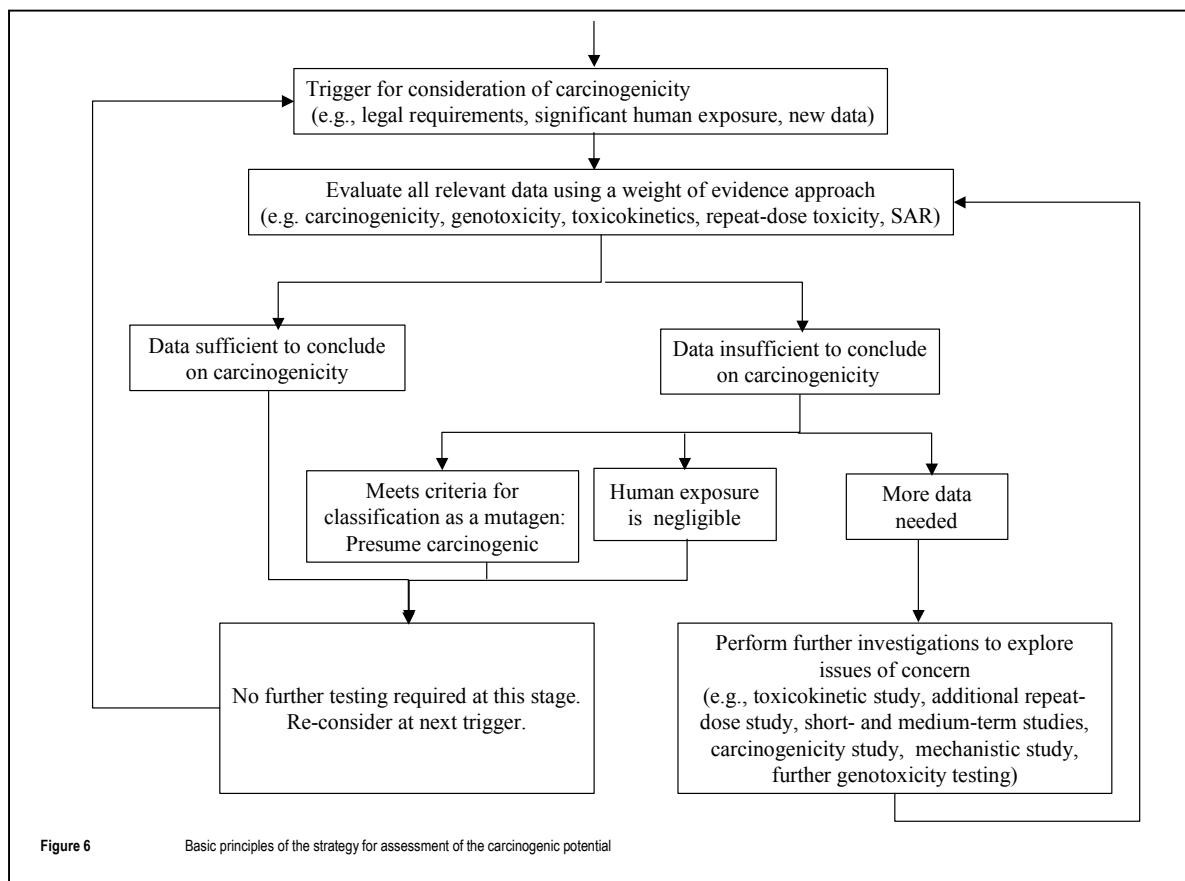 Trigger for consideration of carcinogenicity
(e.g., legal requirements, significant human exposure, new data)
Evaluate all relevant data using a weight of evidence approach
(e.g. carcinogenicity, genotoxicity, toxicokinetics, repeat-dose toxicity, SAR)
Data sufficient to conclude
on carcinogenicity
Data insufficient to conclude
on carcinogenicity
Meets criteria for
classification as a mutagen:
Presume carcinogenic
Human exposure
is negligible
More data
needed
No further testing required at this stage.
Re-consider at next trigger.
Perform further investigations to explore
issues of concern
(e.g., toxicokinetic study, additional repeat-
dose study, short- and medium-term studies,
carcinogenicity study, mechanistic study,
further genotoxicity testing)
Figure 6 Basic principles of the strategy for assessment of the carcinogenic potential